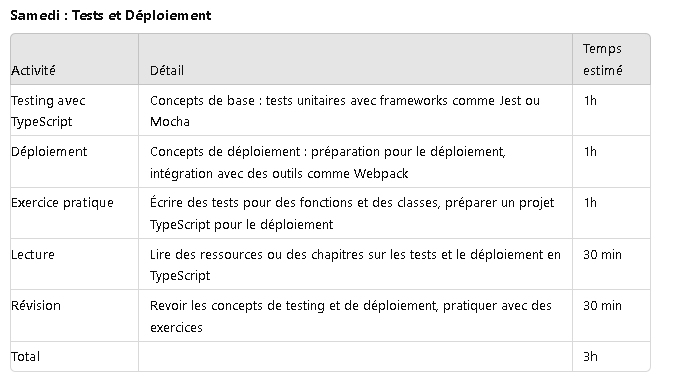 Samedi : Tests et Déploiement
Temps
Activité Détail estimé
Testing avec Concepts de base : tests unitaires avec frameworks comme Jest ou 1h
TypeScript Mocha
Déploiement Concepts de déploiement : préparation pour le déploiement, 1h
intégration avec des outils comme Webpack
Exercice pratique Écrire des tests pour des fonctions et des classes, préparer un projet 1h
TypeScript pour le déploiement
Lecture Lire des ressources ou des chapitres sur les tests et le déploiement en 30 min
TypeScript
Révision Revoir les concepts de testing et de déploiement, pratiquer avec des 30 min
exercices
Total 3h